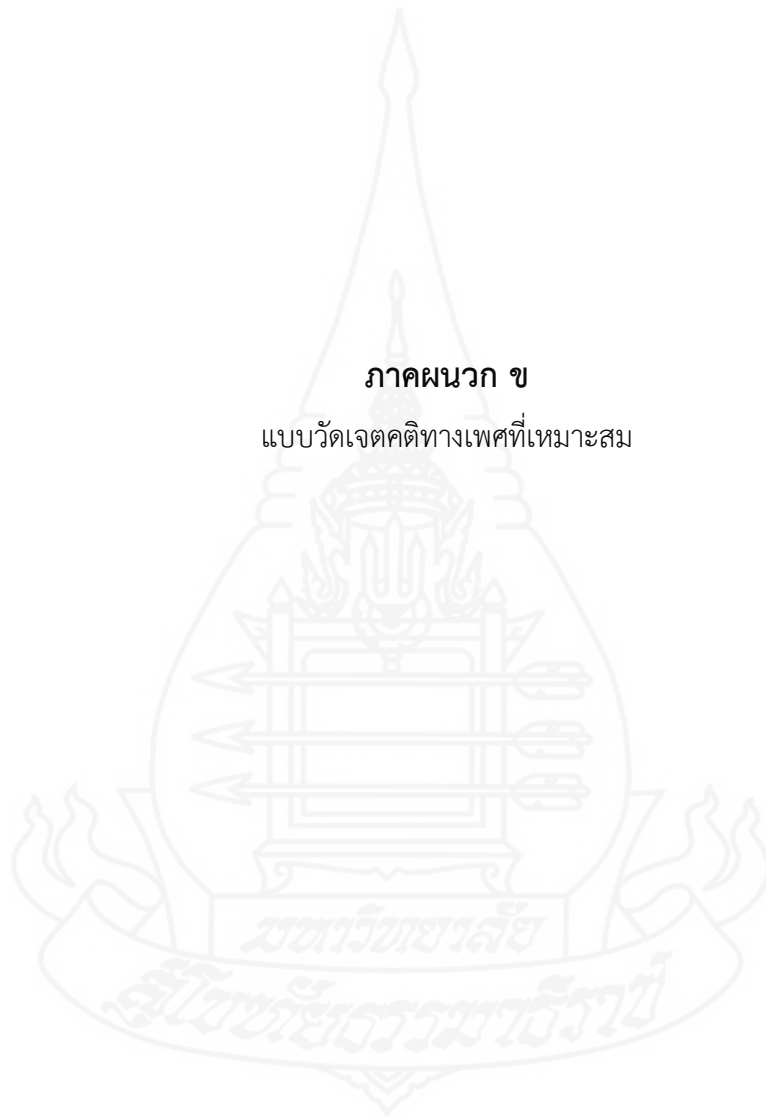 ภาคผนวก ข
แบบวัดเจตคติทางเพศที่เหมาะสม
มหาวิทยาลัย
สุโขทัยธรรมาธิราช